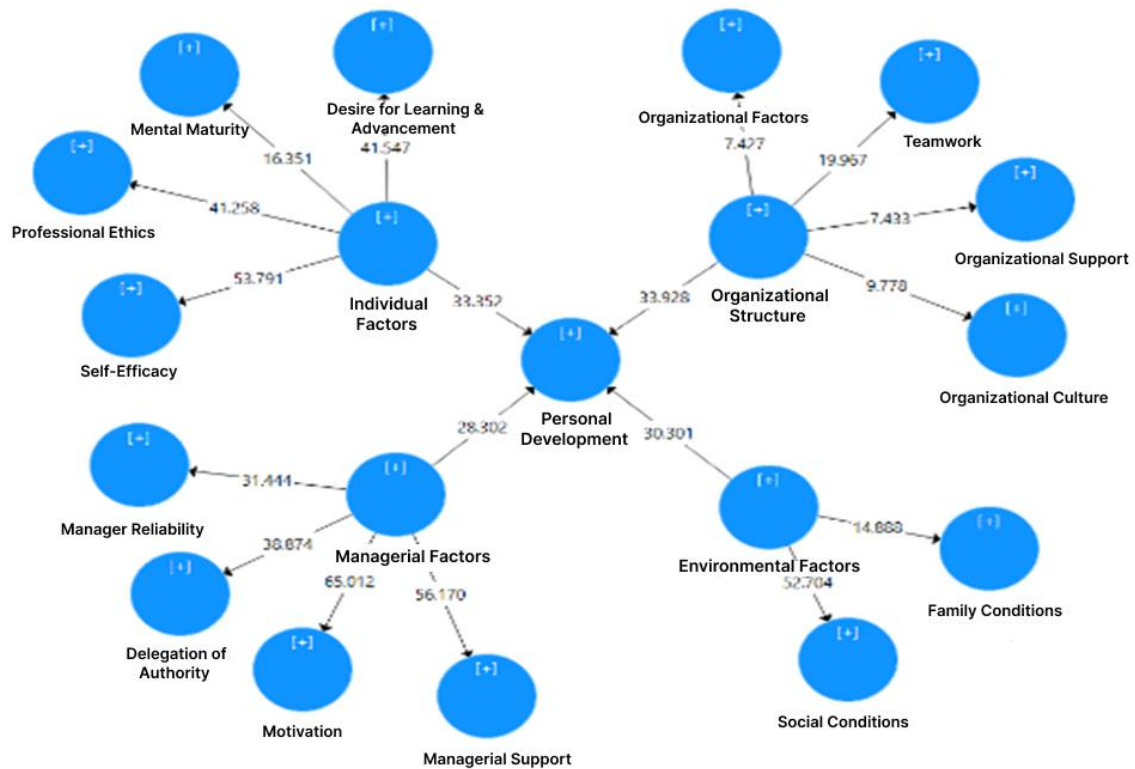 [+]
[+]
Mental Maturity
Desire for Learning &
Advancement
41.547
16.351
[+]
Professional Ethics
41.258
[+]
Individual
Factors
53.791
[+]
Self-Efficacy
33.352
[+]
Organizational Factors
7.427
[+]
Teamwork
19.967
[+]
Organizational Support
7.433
[+]
Organizational
Structure
9.778
[+]
Organizational Culture
33.928
[+]
Personal
Development
28.302
30.301
[+]
Manager Reliability
31.444
[+]
Managerial Factors
38.874
[+]
Delegation of
Authority
65.012
56.170
[+]
Motivation
[+]
Managerial Support
[+]
Environmental Factors
14.888
[+]
Family Conditions
52.704
[+]
Social Conditions